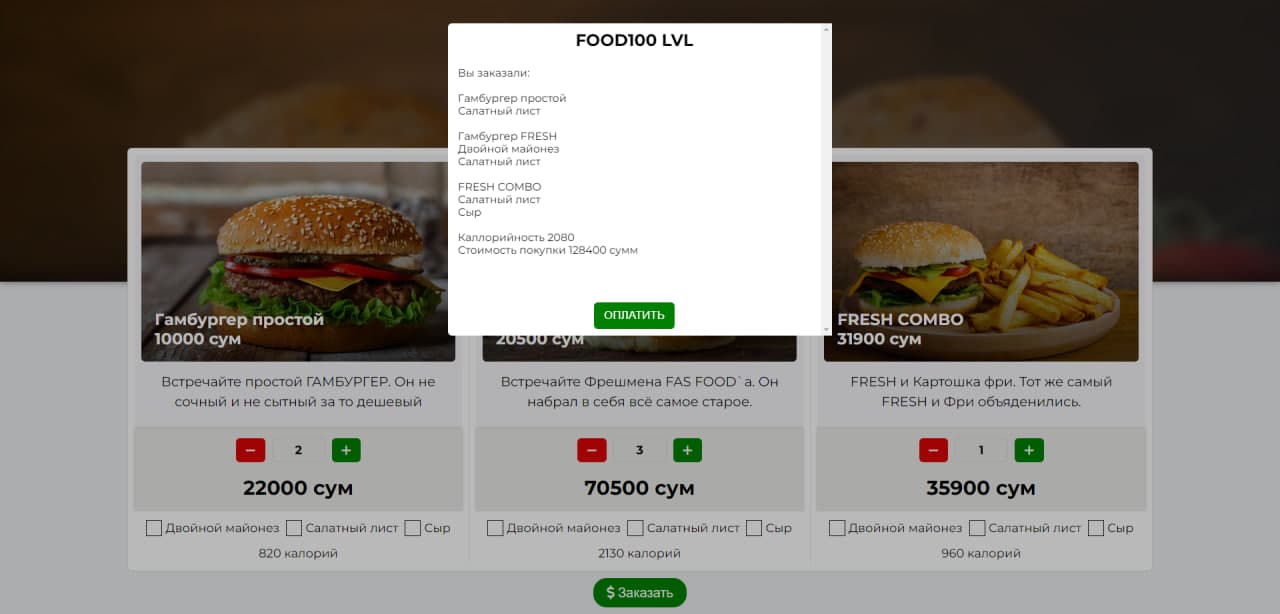 FOOD100 LVL
Вы заказали:
Гамбургер простой
Салатный лист
Гамбургер FRESH
Двойной майонез
Салатный лист
FRESH COMBO
Салатный лист
Сыр
Каллорийность 2080
Стоимость покупки 128400 сумм
ОПЛАТИТЬ
Гамбургер простой
10000 сум
Встречайте простой ГАМБУРГЕР. Он не
сочный и не сытный за то дешевый
2
22000 сум
Двойной майонез Салатный лист Сыр
820 калорий
20500 сум
Встречайте Фрешмена FAS FOOD`а. Он
набрал в себя всё самое старое.
3
70500 сум
Двойной майонез Салатный лист Сыр
2130 калорий
FRESH COMBO
31900 сум
FRESH и Картошка фри. Тот же самый
FRESH и Фри объяденились.
1
35900 сум
Двойной майонез Салатный лист Сыр
960 калорий
$ Заказать